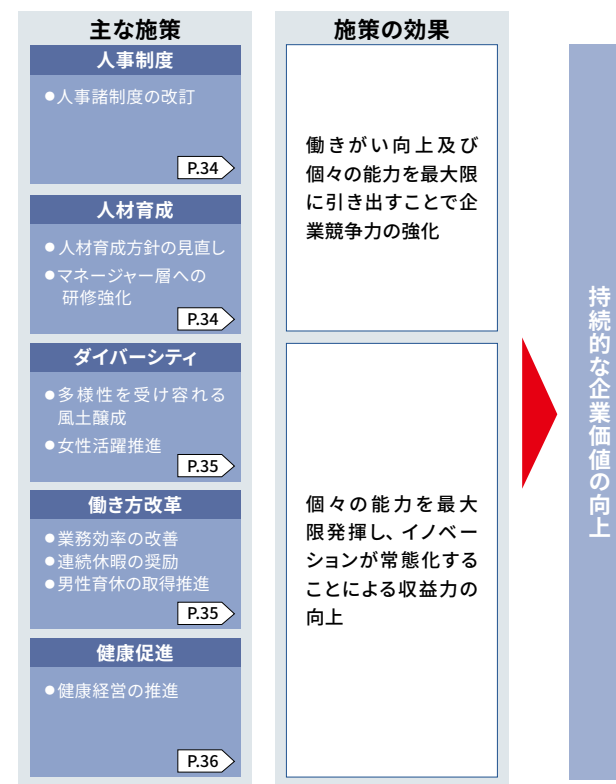 主な施策
人事制度
●人事諸制度の改訂
P.34
人材育成
●人材育成方針の見直し
●マネージャー層への
研修強化
P.34
ダイバーシティ
●多様性を受け容れる
風土醸成
●女性活躍推進
P.35
働き方改革
●業務効率の改善
●連続休暇の奨励
●男性育休の取得推進
P.35
健康促進
●健康経営の推進
P.36
施策の効果
働きがい向上及び
個々の能力を最大限
に引き出すことで企
業競争力の強化
個々の能力を最大
限発揮し、イノベー
ションが常態化する
ことによる収益力の
向上
持続的な企業価値の向上